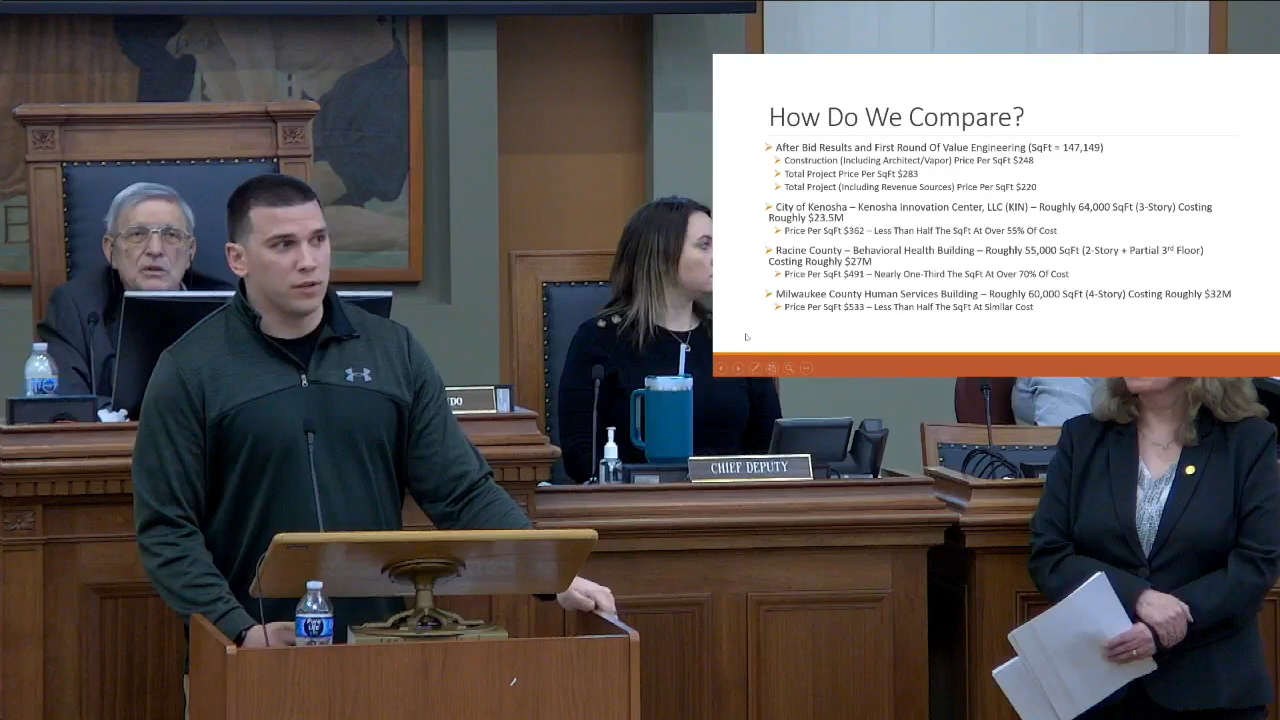 How Do We Compare?
After Bid Results and First Round Of Value Engineering (SqFt = 147,149)
Construction (Including Architect/Vapor) Price Per SqFt $248
Total Project Price Per SqFt $283
Total Project (Including Revenue Sources) Price Per SqFt $220
City of Kenosha – Kenosha Innovation Center, LLC (KIN) – Roughly 64,000 SqFt (3-Story) Costing
Roughly $23.5M
Price Per SqFt $362 – Less Than Half The SqFt At Over 55% Of Cost
Racine County – Behavioral Health Building – Roughly 55,000 SqFt (2-Story + Partial 3rd Floor)
Costing Roughly $27M
Price Per SqFt $491 – Nearly One-Third The SqFt At Over 70% Of Cost
Milwaukee County Human Services Building – Roughly 60,000 SqFt (4-Story) Costing Roughly $32M
Price Per SqFt $533 – Less Than Half The SqFt At Similar Cost
DO
CHIEF DEPUTY
Pure
Life